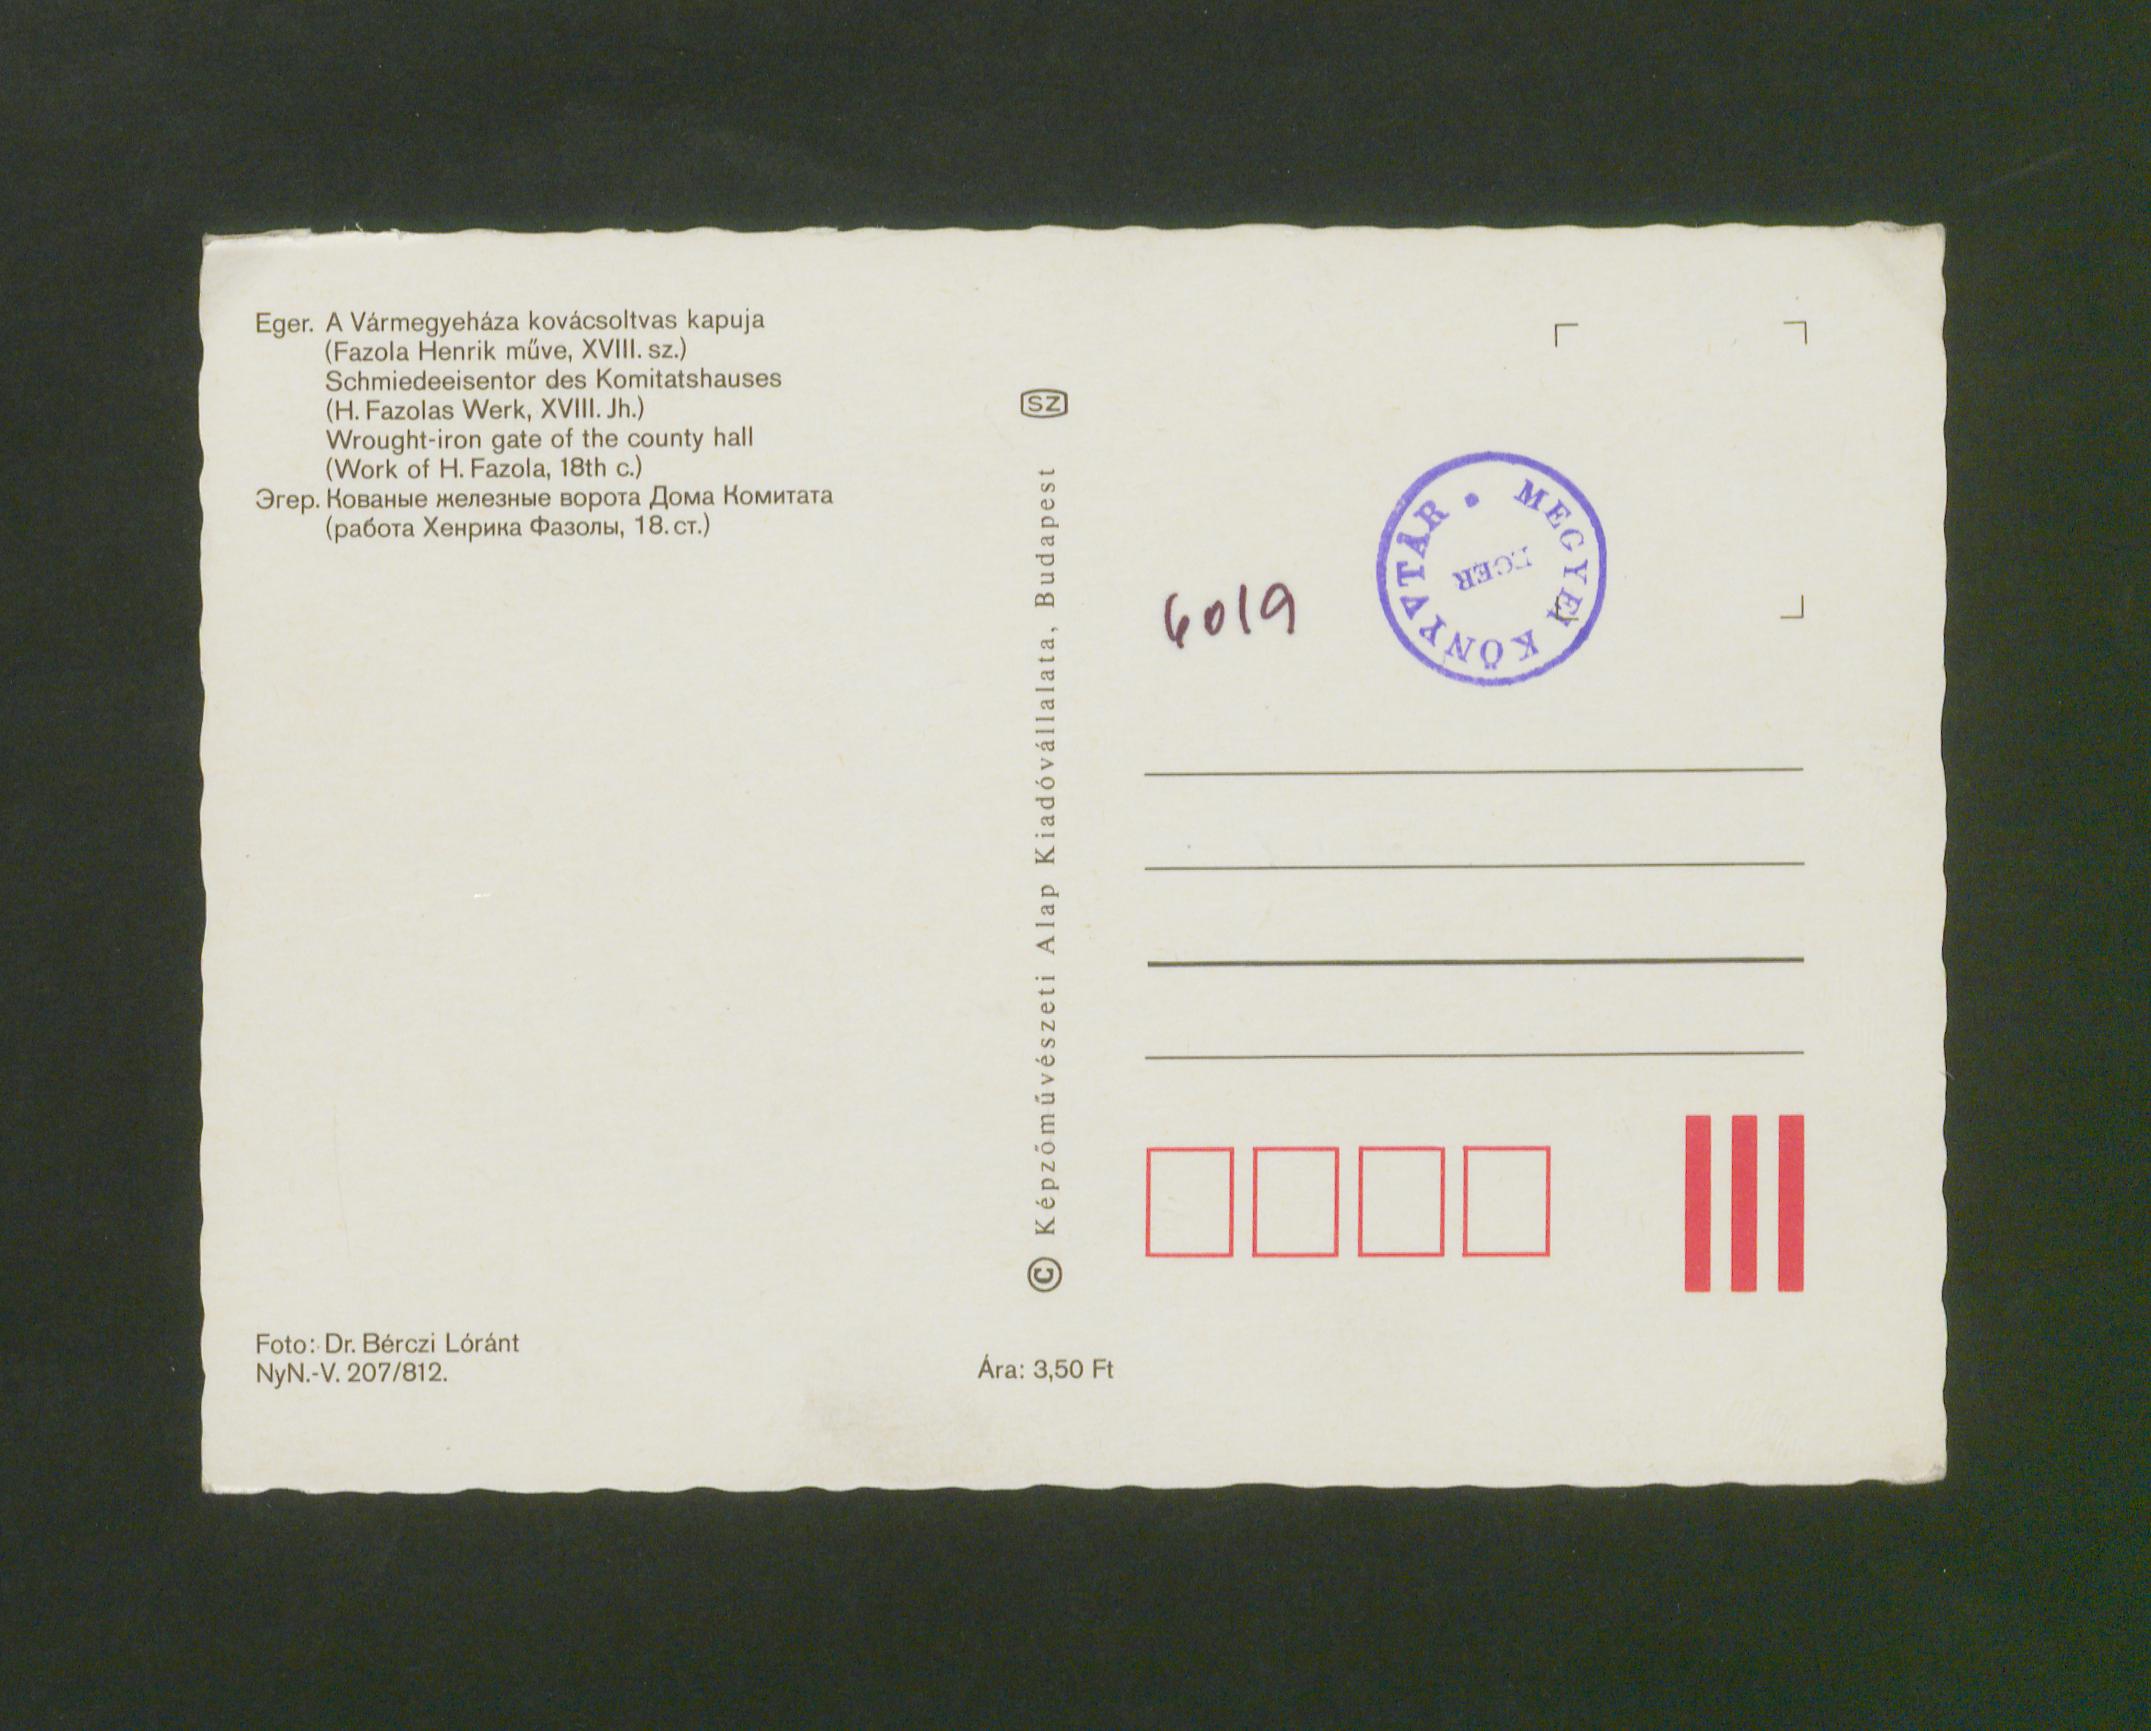 Eger. A Vármegyeháza kovácsoltvas kapuja
(Fazola Henrik műve, XVIII. sz.)
Schmiedeeisentor des Komitatshauses
(H. Fazolas Werk, XVIII. Jh.)
Wrought-iron gate of the county hall
(Work of H. Fazola, 18th c.)
Эгер. Кованые железные ворота Дома Комитата
(работа Хенрика Фазолы, 18. ст.)
Foto: Dr. Bérczi Lóránt
NyN.-V. 207/812.
SZ
© Képzőművészeti Alap Kiadóvállalata, Budapest
Ára: 3,50 Ft
6019
MEGYEI KÖNYVTÁR •
EGER